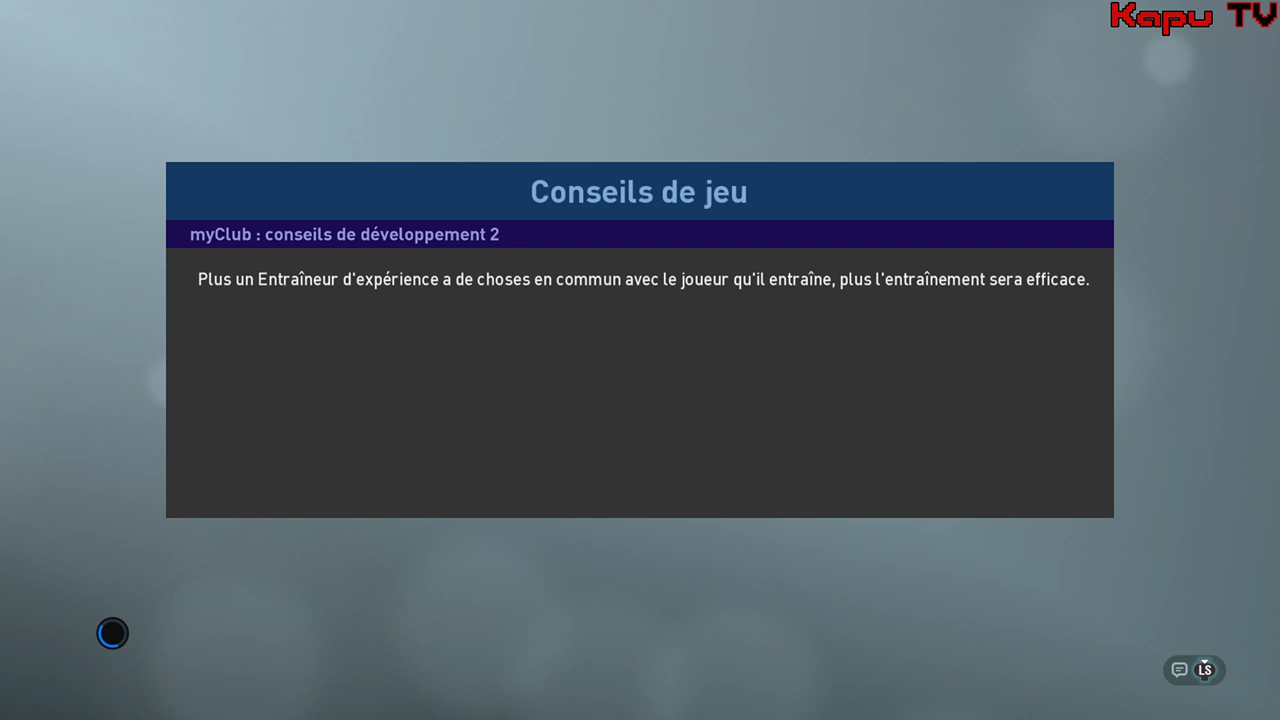 Kapu TV
Conseils de jeu
myClub : conseils de développement 2
Plus un Entraîneur d'expérience a de choses en commun avec le joueur qu'il entraîne, plus l'entraînement sera efficace.
LS